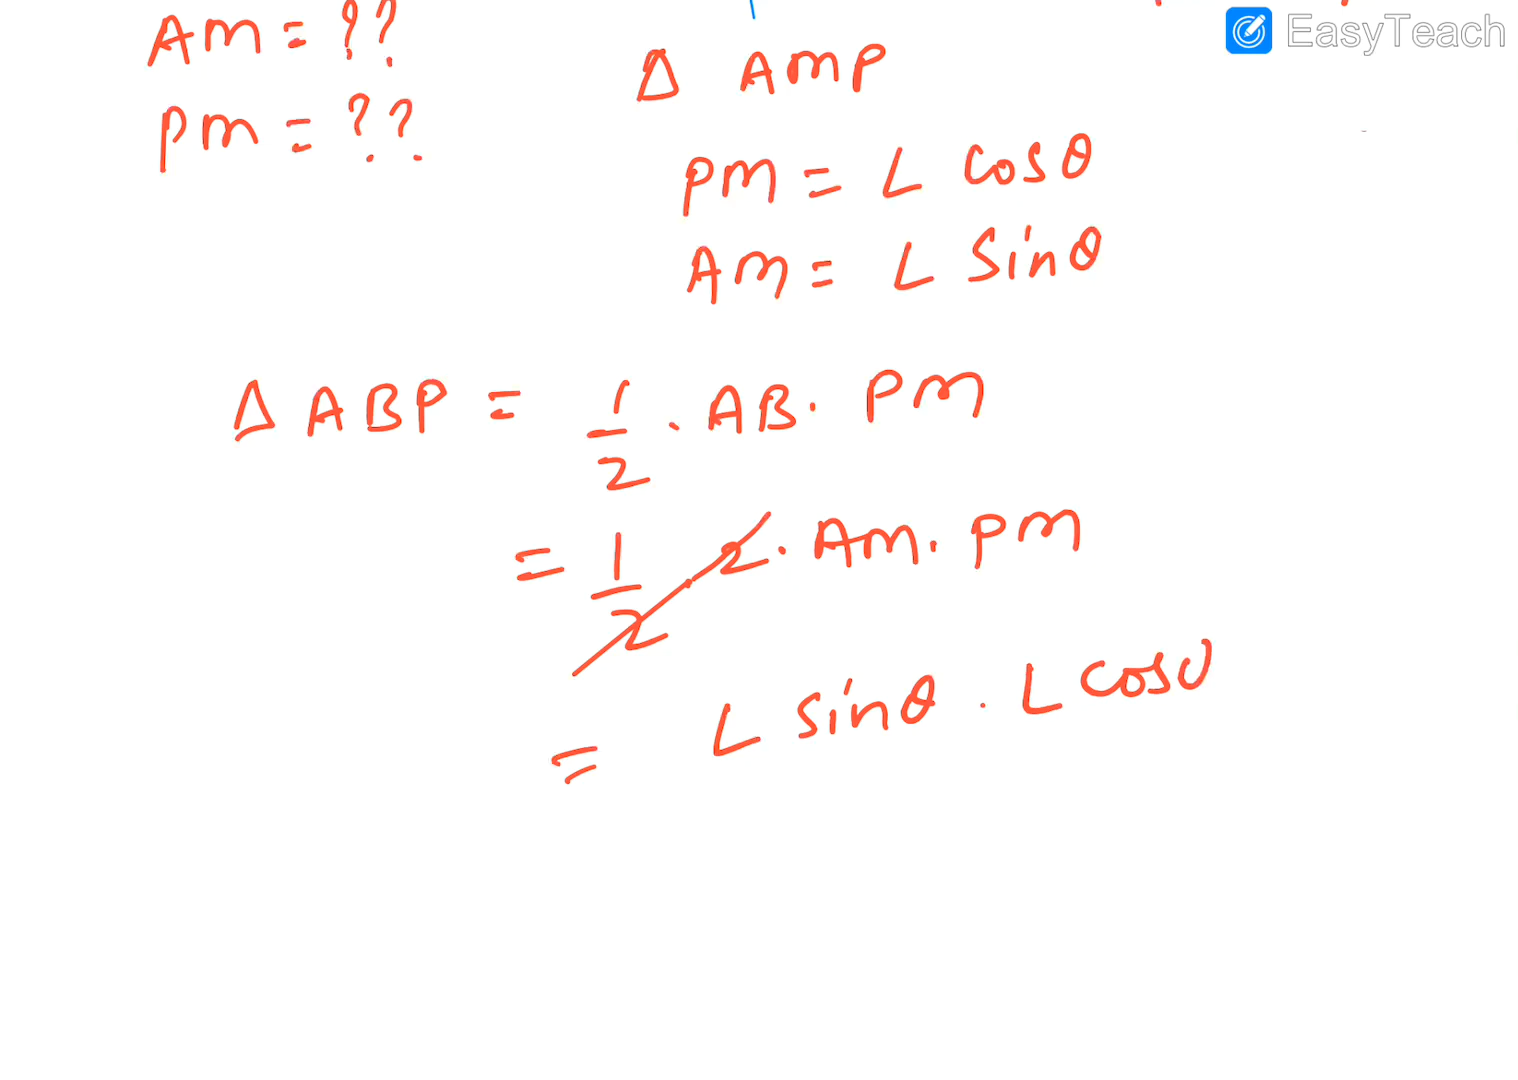 Am = ??
Pm = ??
EasyTeach
Δ AMP
PM = L cosθ
AM = L sinθ
Δ ABP = 1/2 . AB . PM
= 1/2 . 2 . AM . PM
= L sinθ . L cosθ